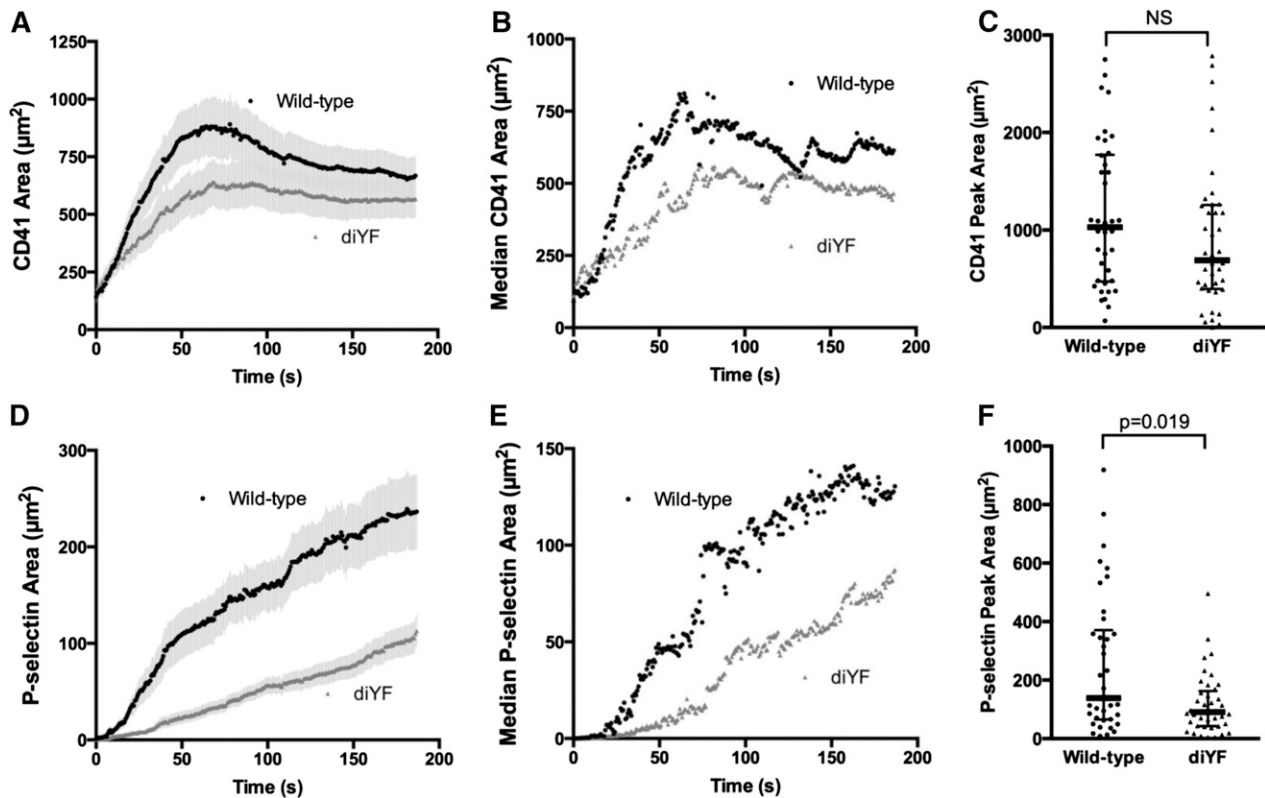 A
CD41 Area (µm²)
1250
1000
750
500
250
0
Wild-type
diYF
0 50 100 150 200
Time (s)
B
Median CD41 Area (µm²)
1000
750
500
250
0
Wild-type
diYF
0 50 100 150 200
Time (s)
C
NS
CD41 Peak Area (µm²)
3000
2000
1000
0
Wild-type diYF
D
P-selectin Area (µm²)
300
200
100
0
Wild-type
diYF
0 50 100 150 200
Time (s)
E
Median P-selectin Area (µm²)
150
100
50
0
Wild-type
diYF
0 50 100 150 200
Time (s)
F
p=0.019
P-selectin Peak Area (µm²)
1000
800
600
400
200
0
Wild-type diYF